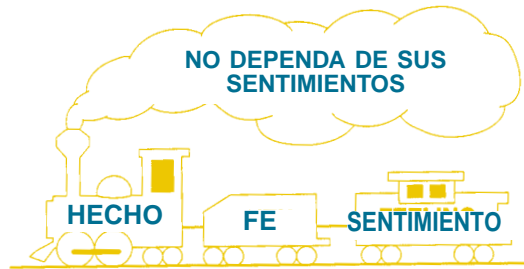 NO DEPENDA DE SUS
SENTIMIENTOS
HECHO
FE
SENTIMIENTO